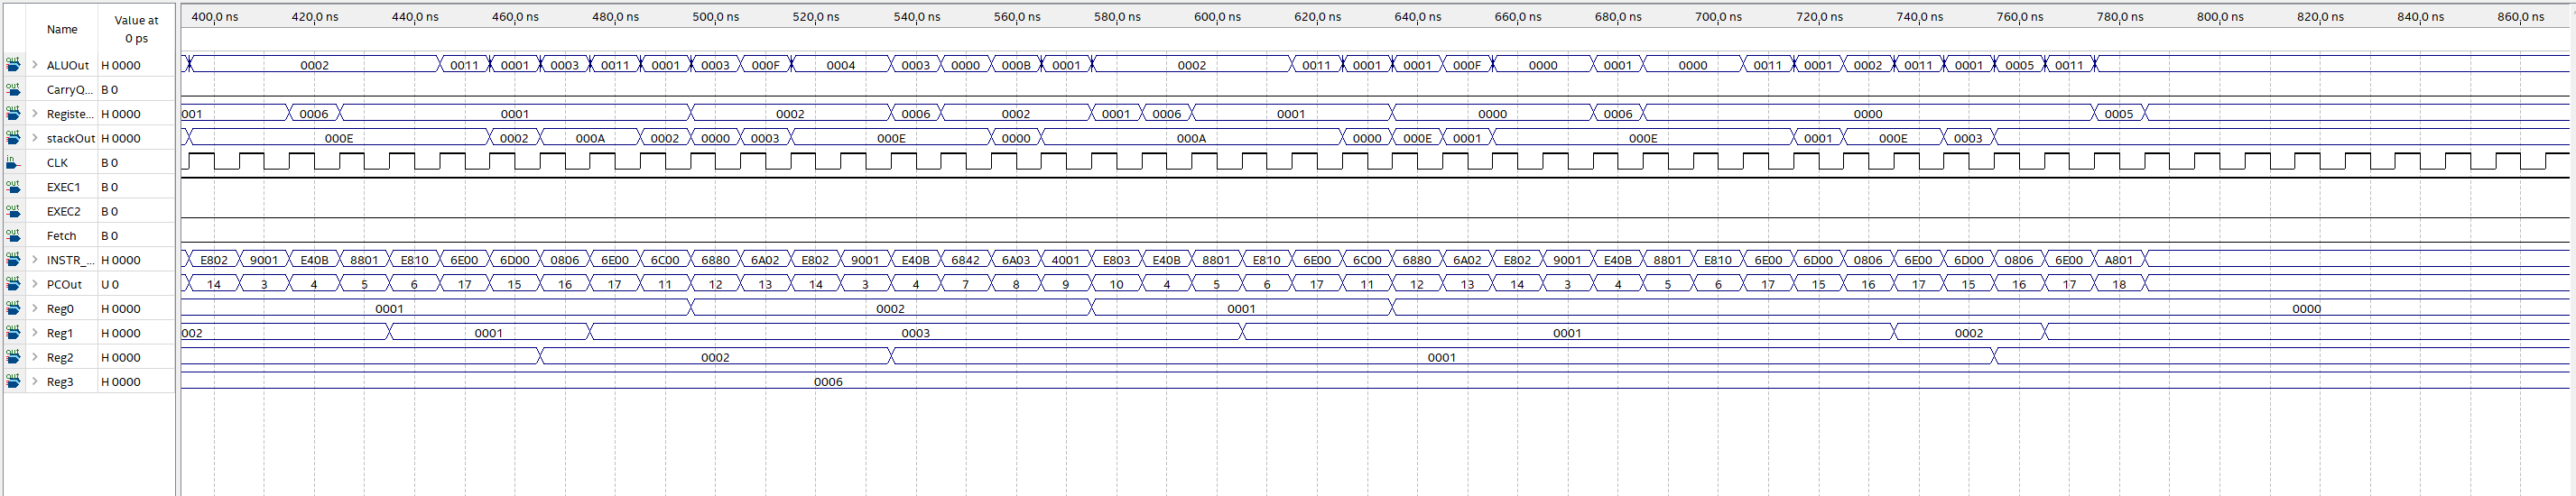 Name Value at 0 ps 400,0 ns 420,0 ns 440,0 ns 460,0 ns 480,0 ns 500,0 ns 520,0 ns 540,0 ns 560,0 ns 580,0 ns 600,0 ns 620,0 ns 640,0 ns 660,0 ns 680,0 ns 700,0 ns 720,0 ns 740,0 ns 760,0 ns 780,0 ns 800,0 ns 820,0 ns 840,0 ns 860,0 ns
out ALUOut H 0000 0002 0011 0001 0003 0011 0001 0003 000F 0004 0003 0000 000B 0001 0002 0011 0001 0001 000F 0000 0001 0000 0011 0001 0002 0011 0001 0005 0011
out CarryQ... B 0
out Registe... H 0000 001 0006 0001 0002 0006 0002 0001 0006 0001 0000 0006 0000 0005
out stackOut H 0000 000E 0002 000A 0002 0000 0003 000E 0000 000A 0000 000E 0001 000E 0001 000E 0003
in CLK B 0
out EXEC1 B 0
out EXEC2 B 0
out Fetch B 0
out INSTR_... H 0000 E802 9001 E40B 8801 E810 6E00 6D00 0806 6E00 6C00 6880 6A02 E802 9001 E40B 6842 6A03 4001 E803 E40B 8801 E810 6E00 6C00 6880 6A02 E802 9001 E40B 8801 E810 6E00 6D00 0806 6E00 6D00 0806 6E00 A801
out PCOut U 0 14 3 4 5 6 17 15 16 17 11 12 13 14 3 4 7 8 9 10 4 5 6 17 11 12 13 14 3 4 5 6 17 15 16 17 15 16 17 18
out Reg0 H 0000 0001 0002 0001 0000
out Reg1 H 0000 002 0001 0003 0001 0002
out Reg2 H 0000 0002 0001
out Reg3 H 0000 0006